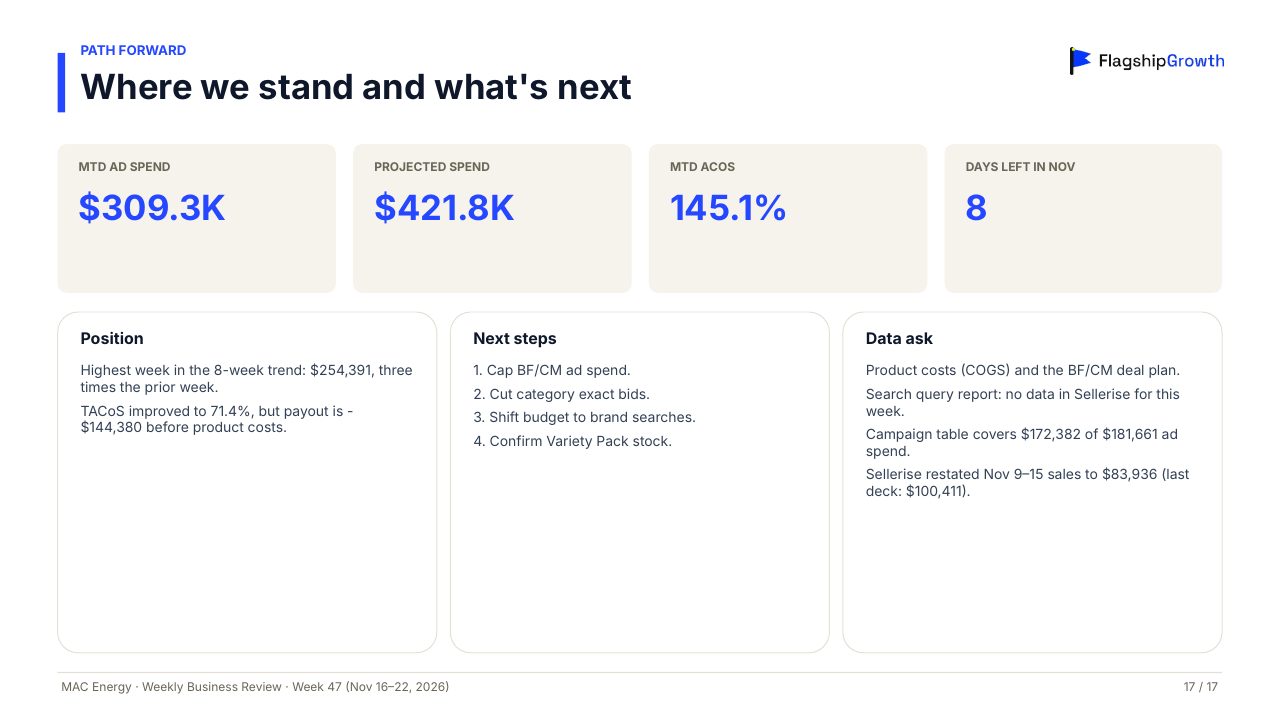 PATH FORWARD
Where we stand and what's next
FlagshipGrowth
MTD AD SPEND
$309.3K
PROJECTED SPEND
$421.8K
MTD ACOS
145.1%
DAYS LEFT IN NOV
8
Position
Highest week in the 8-week trend: $254,391, three
times the prior week.
TACoS improved to 71.4%, but payout is -
$144,380 before product costs.
Next steps
1. Cap BF/CM ad spend.
2. Cut category exact bids.
3. Shift budget to brand searches.
4. Confirm Variety Pack stock.
Data ask
Product costs (COGS) and the BF/CM deal plan.
Search query report: no data in Sellerise for this
week.
Campaign table covers $172,382 of $181,661 ad
spend.
Sellerise restated Nov 9–15 sales to $83,936 (last
deck: $100,411).
MAC Energy · Weekly Business Review · Week 47 (Nov 16–22, 2026)
17 / 17